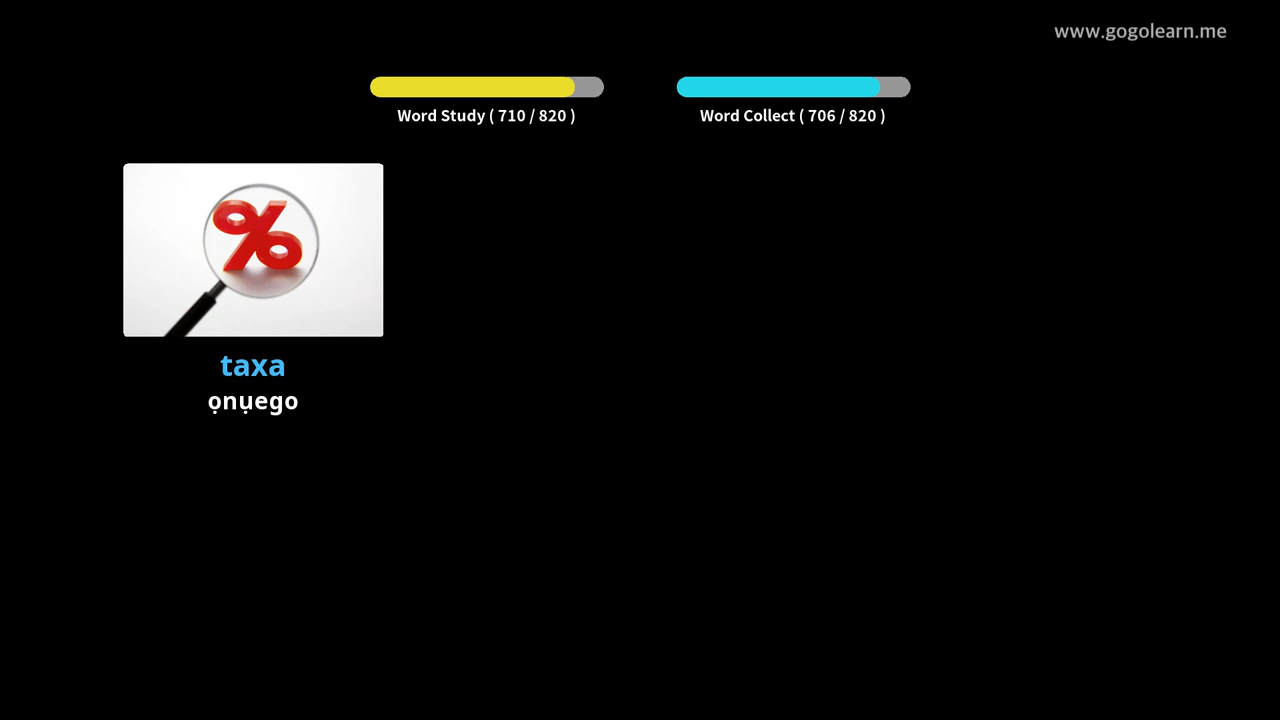 www.gogolearn.me
Word Study ( 710 / 820 )
Word Collect ( 706 / 820 )
%
taxa
ọnụego